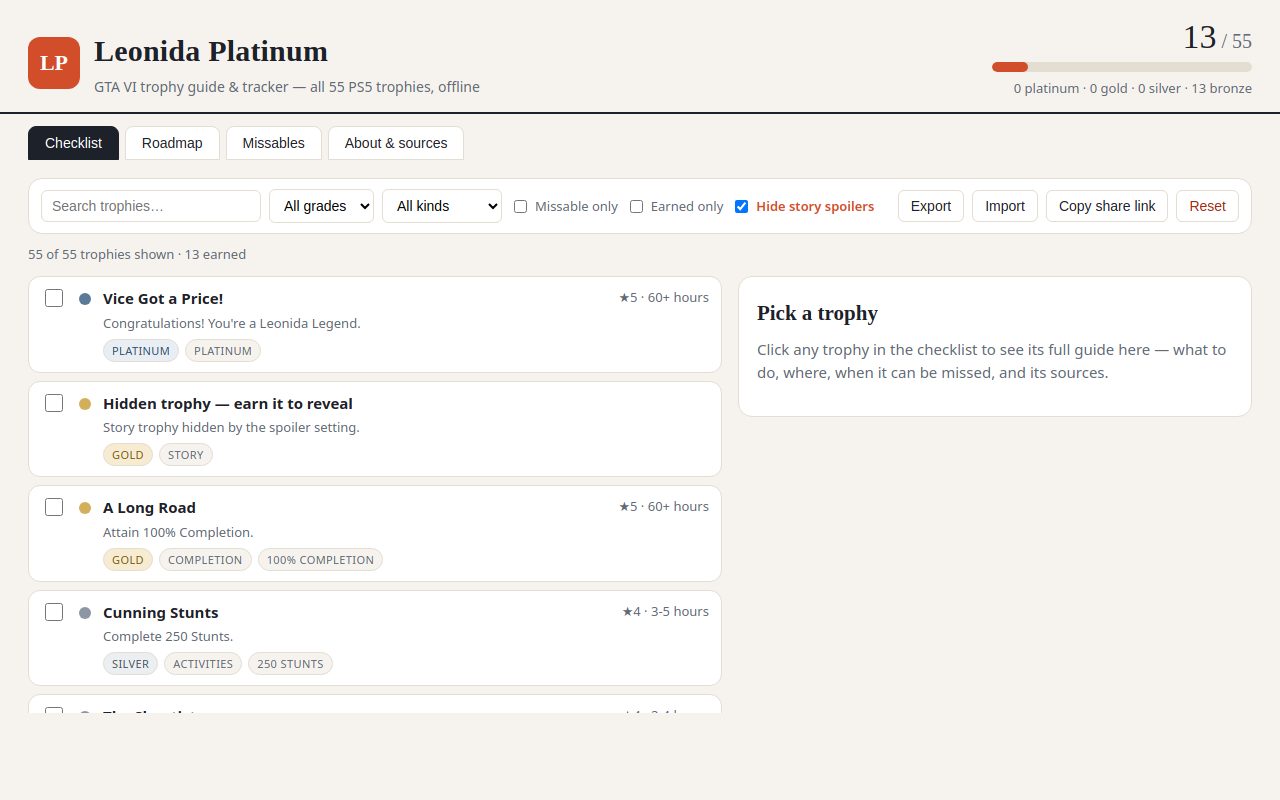 LP
Leonida Platinum
GTA VI trophy guide & tracker — all 55 PS5 trophies, offline
13 / 55
0 platinum · 0 gold · 0 silver · 13 bronze
Checklist
Roadmap
Missables
About & sources
Search trophies…
All grades
All kinds
Missable only
Earned only
Hide story spoilers
Export
Import
Copy share link
Reset
55 of 55 trophies shown · 13 earned
Vice Got a Price!
★5 · 60+ hours
Congratulations! You're a Leonida Legend.
PLATINUM
PLATINUM
Hidden trophy — earn it to reveal
Story trophy hidden by the spoiler setting.
GOLD
STORY
A Long Road
★5 · 60+ hours
Attain 100% Completion.
GOLD
COMPLETION
100% COMPLETION
Cunning Stunts
★4 · 3-5 hours
Complete 250 Stunts.
SILVER
ACTIVITIES
250 STUNTS
Pick a trophy
Click any trophy in the checklist to see its full guide here — what to
do, where, when it can be missed, and its sources.